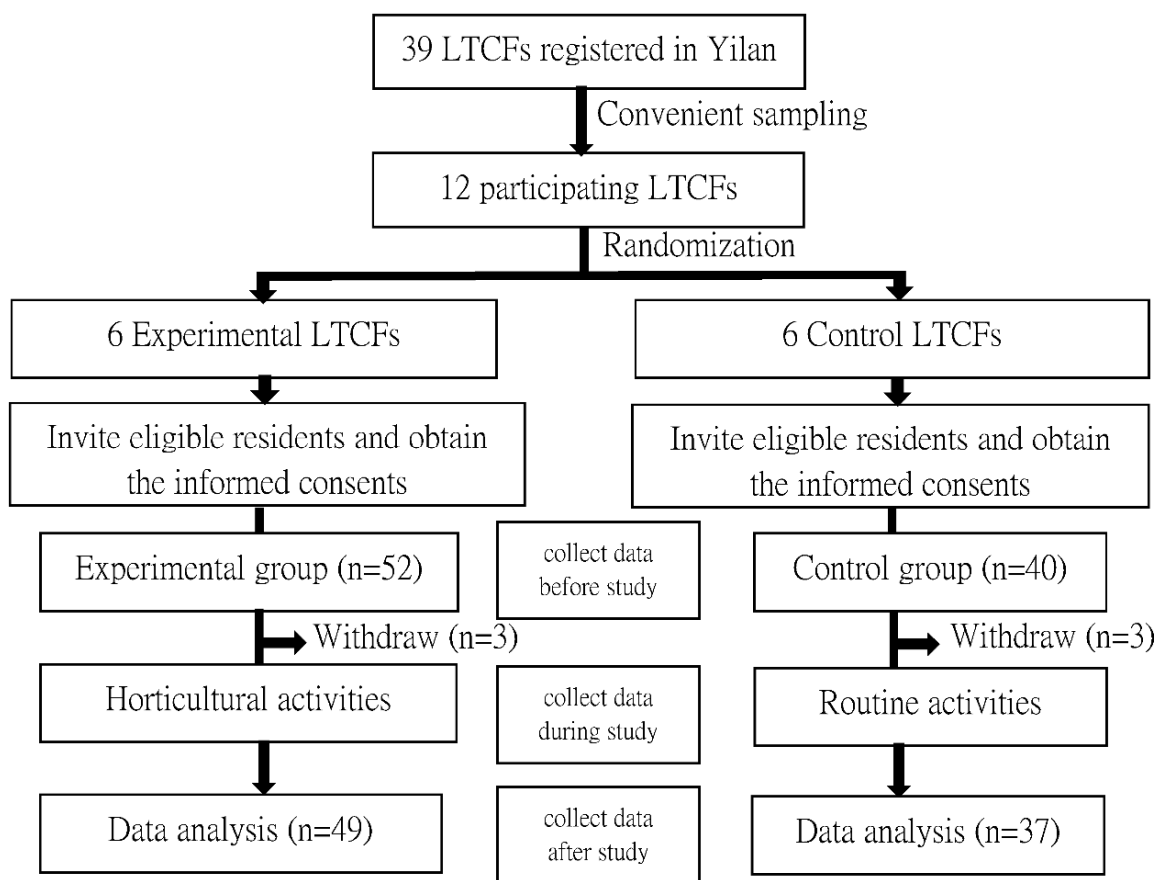 39 LTCFs registered in Yilan
Convenient sampling
12 participating LTCFs
Randomization
6 Experimental LTCFs
6 Control LTCFs
Invite eligible residents and obtain
the informed consents
Invite eligible residents and obtain
the informed consents
Experimental group (n=52)
collect data
before study
Control group (n=40)
Withdraw (n=3)
Withdraw (n=3)
Horticultural activities
collect data
during study
Routine activities
Data analysis (n=49)
collect data
after study
Data analysis (n=37)